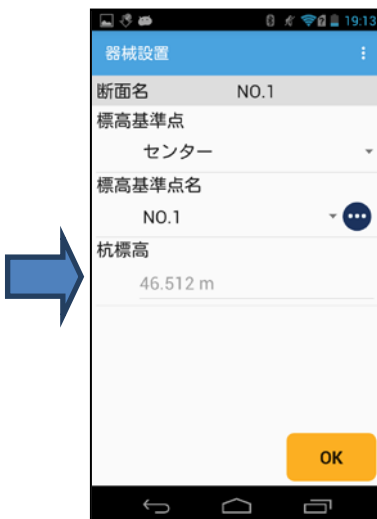 19:13
器械設置
断面名 NO.1
標高基準点
センター
標高基準点名
NO.1
杭標高
46.512 m
OK